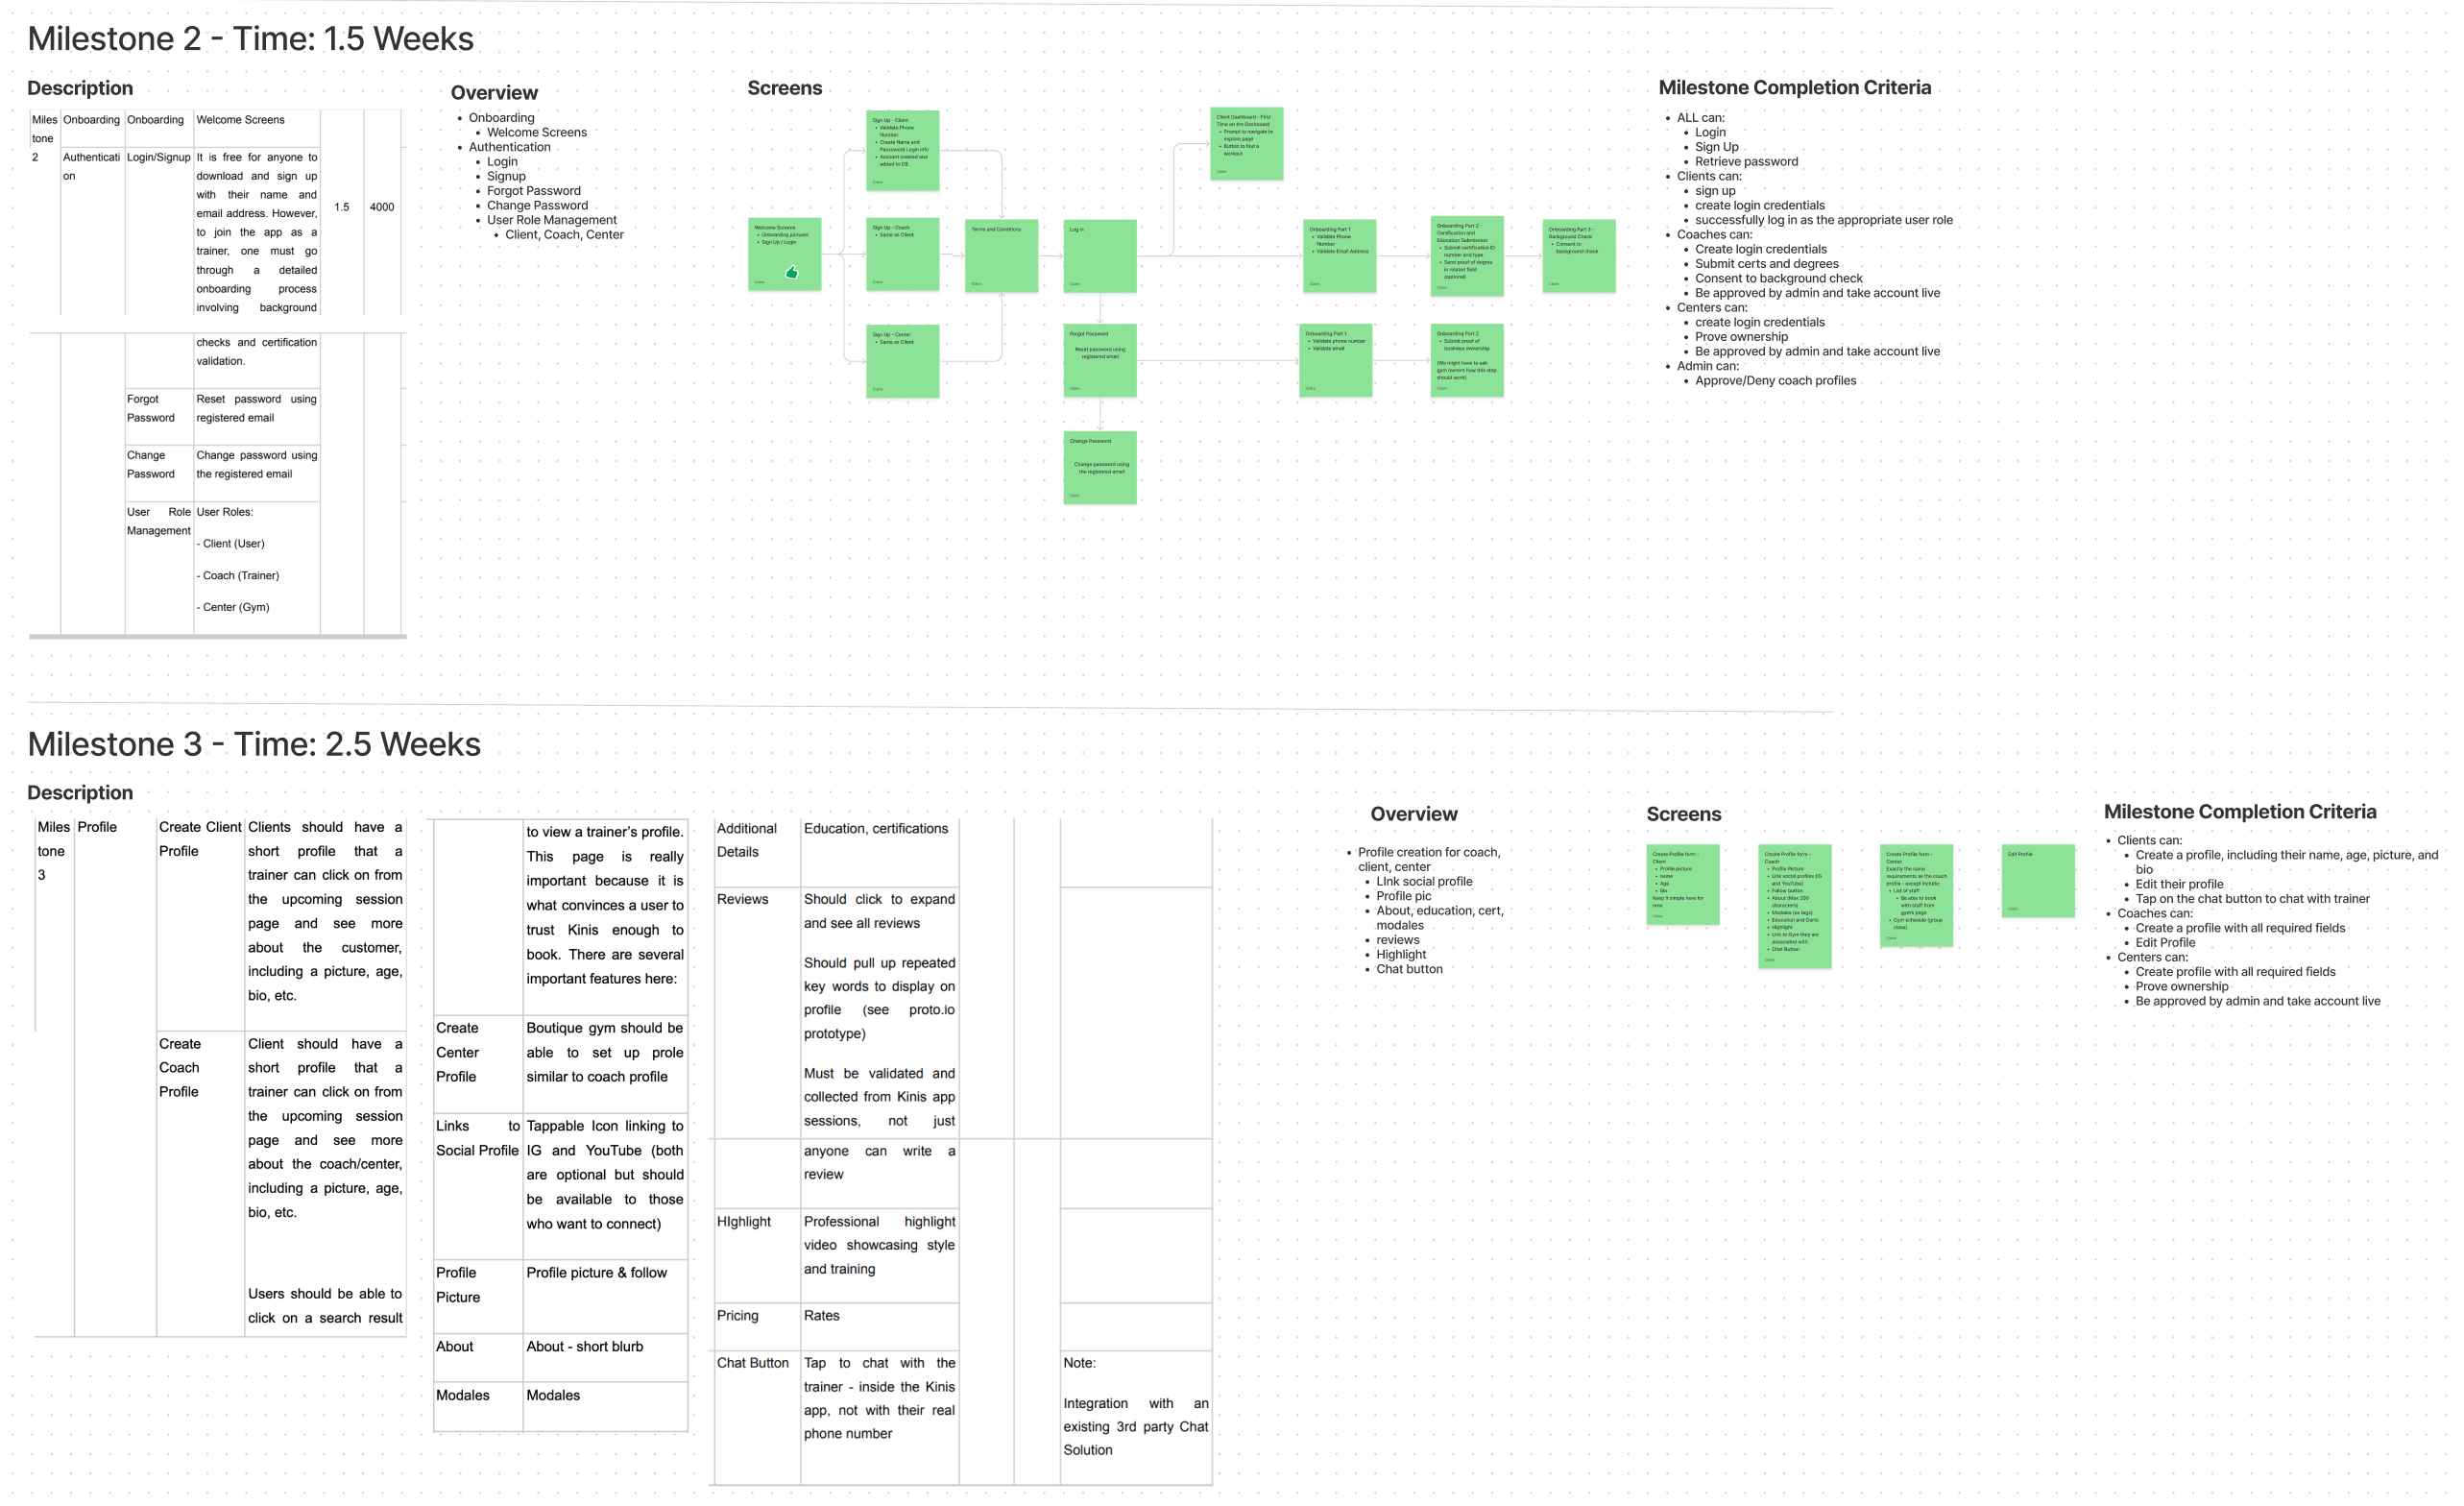 Milestone 2 - Time: 1.5 Weeks
Description
Miles
tone
2
Onboarding
Onboarding
Welcome Screens
Authenticati
on
Login/Signup
It is free for anyone to
download and sign up
with their name and
email address. However,
to join the app as a
trainer, one must go
through a detailed
onboarding process
involving background
1.5
4000
checks and certification
validation.
Forgot
Password
Reset password using
registered email
Change
Password
Change password using
the registered email
User Role
Management
User Roles:
- Client (User)
- Coach (Trainer)
- Center (Gym)
Overview
• Onboarding
• Welcome Screens
• Authentication
• Login
• Signup
• Forgot Password
• Change Password
• User Role Management
• Client, Coach, Center
Screens
Welcome Screens
• Onboarding pictures
• Sign Up / Login
Sign Up - Client
• Validate Phone
Number
• Create Name and
Password Login info
• Account created and
added to DB
Sign Up - Coach
• Same as Client
Sign Up - Center
• Same as Client
Terms and Conditions
Log in
Forgot Password
Reset password using
registered email
Change Password
Change password using
the registered email
Client Dashboard - First
Time on the Dashboard
• Prompt to navigate to
explore page
• Button to find a
workout
Onboarding Part 1
• Validate Phone
Number
• Validate Email Address
Onboarding Part 2 -
Certification and
Education Submission
• Submit certification ID
number and type
• Send proof of degree
in related field
(optional)
Onboarding Part 3 -
Background Check
• Consent to
background check
Onboarding Part 1
• Validate phone number
• Validate email
Onboarding Part 2
• Submit proof of
business ownership
(We might have to ask
gym owners how this step
should work)
Milestone Completion Criteria
• ALL can:
• Login
• Sign Up
• Retrieve password
• Clients can:
• sign up
• create login credentials
• successfully log in as the appropriate user role
• Coaches can:
• Create login credentials
• Submit certs and degrees
• Consent to background check
• Be approved by admin and take account live
• Centers can:
• create login credentials
• Prove ownership
• Be approved by admin and take account live
• Admin can:
• Approve/Deny coach profiles
Milestone 3 - Time: 2.5 Weeks
Description
Miles
tone
3
Profile
Create Client
Profile
Clients should have a
short profile that a
trainer can click on from
the upcoming session
page and see more
about the customer,
including a picture, age,
bio, etc.
Create
Coach
Profile
Client should have a
short profile that a
trainer can click on from
the upcoming session
page and see more
about the coach/center,
including a picture, age,
bio, etc.
Users should be able to
click on a search result
to view a trainer's profile.
This page is really
important because it is
what convinces a user to
trust Kinis enough to
book. There are several
important features here:
Create
Center
Profile
Boutique gym should be
able to set up prole
similar to coach profile
Links to
Social Profile
Tappable Icon linking to
IG and YouTube (both
are optional but should
be available to those
who want to connect)
Profile
Picture
Profile picture & follow
About
About - short blurb
Modales
Modales
Additional
Details
Education, certifications
Reviews
Should click to expand
and see all reviews
Should pull up repeated
key words to display on
profile (see proto.io
prototype)
Must be validated and
collected from Kinis app
sessions, not just
anyone can write a
review
HIghlight
Professional highlight
video showcasing style
and training
Pricing
Rates
Chat Button
Tap to chat with the
trainer - inside the Kinis
app, not with their real
phone number
Note:
Integration with an
existing 3rd party Chat
Solution
Overview
• Profile creation for coach,
client, center
• LInk social profile
• Profile pic
• About, education, cert,
modales
• reviews
• Highlight
• Chat button
Screens
Create Profile form -
Client
• Profile picture
• name
• Age
• Bio
Keep it simple here for
now.
Create Profile form -
Coach
• Profile Picture
• Link social profiles (IG
and YouTube)
• Follow button
• About (Max 200
characters)
• Modales (as tags)
• Education and Certs
• Highlight
• Link to Gym they are
associated with
• Chat Button
Create Profile form -
Center
Exactly the same
requirements as the coach
profile - except include:
• List of staff
• Be able to book
with staff from
gym's page
• Gym schedule (group
class)
Edit Profile
Milestone Completion Criteria
• Clients can:
• Create a profile, including their name, age, picture, and
bio
• Edit their profile
• Tap on the chat button to chat with trainer
• Coaches can:
• Create a profile with all required fields
• Edit Profile
• Centers can:
• Create profile with all required fields
• Prove ownership
• Be approved by admin and take account live